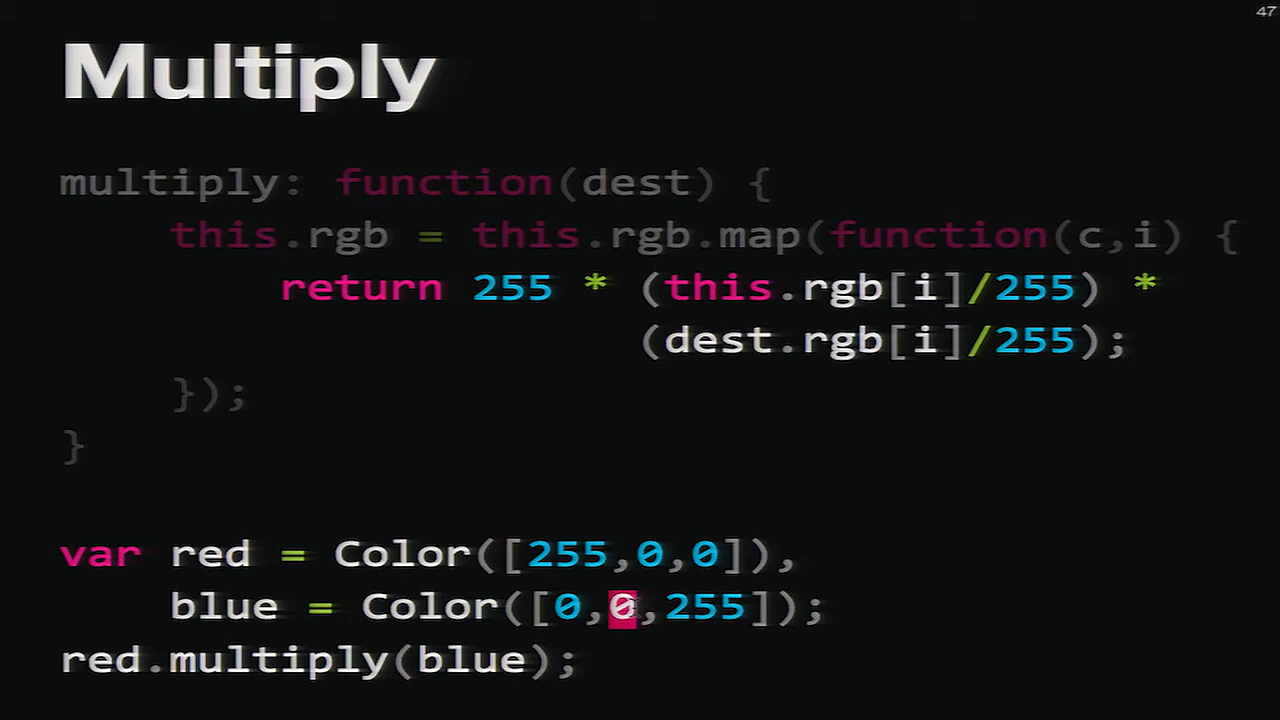 47
Multiply
multiply: function(dest) {
this.rgb = this.rgb.map(function(c,i) {
return 255 * (this.rgb[i]/255) *
(dest.rgb[i]/255);
});
}
var red = Color([255,0,0]),
blue = Color([0,0,255]);
red.multiply(blue);